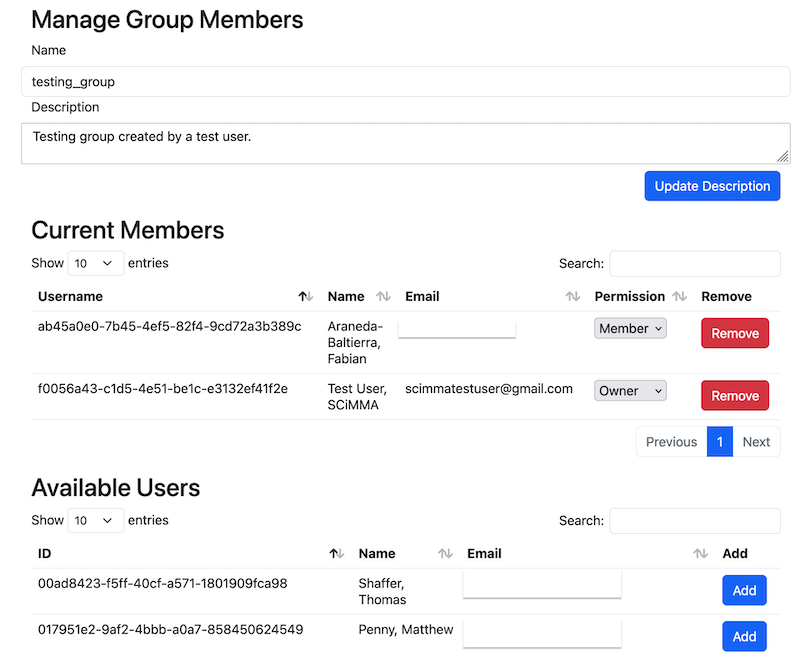 Manage Group Members
Name
testing_group
Description
Testing group created by a test user.
Update Description
Current Members
Show 10 entries Search:
Username Name Email Permission Remove
ab45a0e0-7b45-4ef5-82f4-9cd72a3b389c Araneda- Member Remove
Baltierra,
Fabian
f0056a43-c1d5-4e51-be1c-e3132ef41f2e Test User, scimmatestuser@gmail.com Owner Remove
SCiMMA
Previous 1 Next
Available Users
Show 10 entries Search:
ID Name Email Add
00ad8423-f5ff-40cf-a571-1801909fca98 Shaffer, Add
Thomas
017951e2-9af2-4bbb-a0a7-858450624549 Penny, Matthew Add